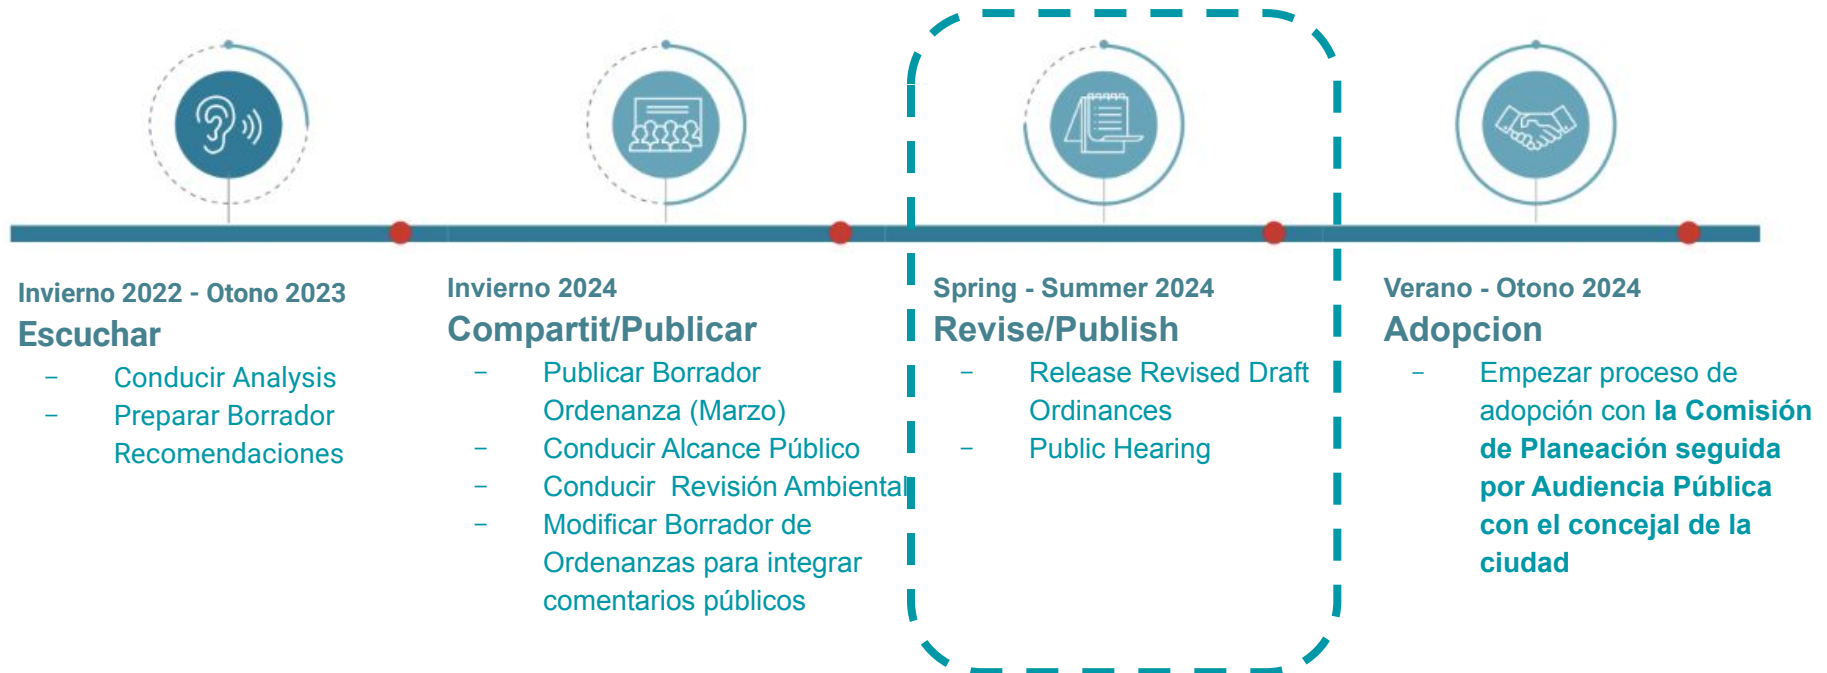 Invierno 2022 - Otono 2023
Escuchar
– Conducir Analysis
– Preparar Borrador
Recomendaciones
Invierno 2024
Compartit/Publicar
– Publicar Borrador
Ordenanza (Marzo)
– Conducir Alcance Público
– Conducir Revisión Ambiental
– Modificar Borrador de
Ordenanzas para integrar
comentarios públicos
Spring - Summer 2024
Revise/Publish
– Release Revised Draft
Ordinances
– Public Hearing
Verano - Otono 2024
Adopcion
– Empezar proceso de
adopción con la Comisión
de Planeación seguida
por Audiencia Pública
con el concejal de la
ciudad